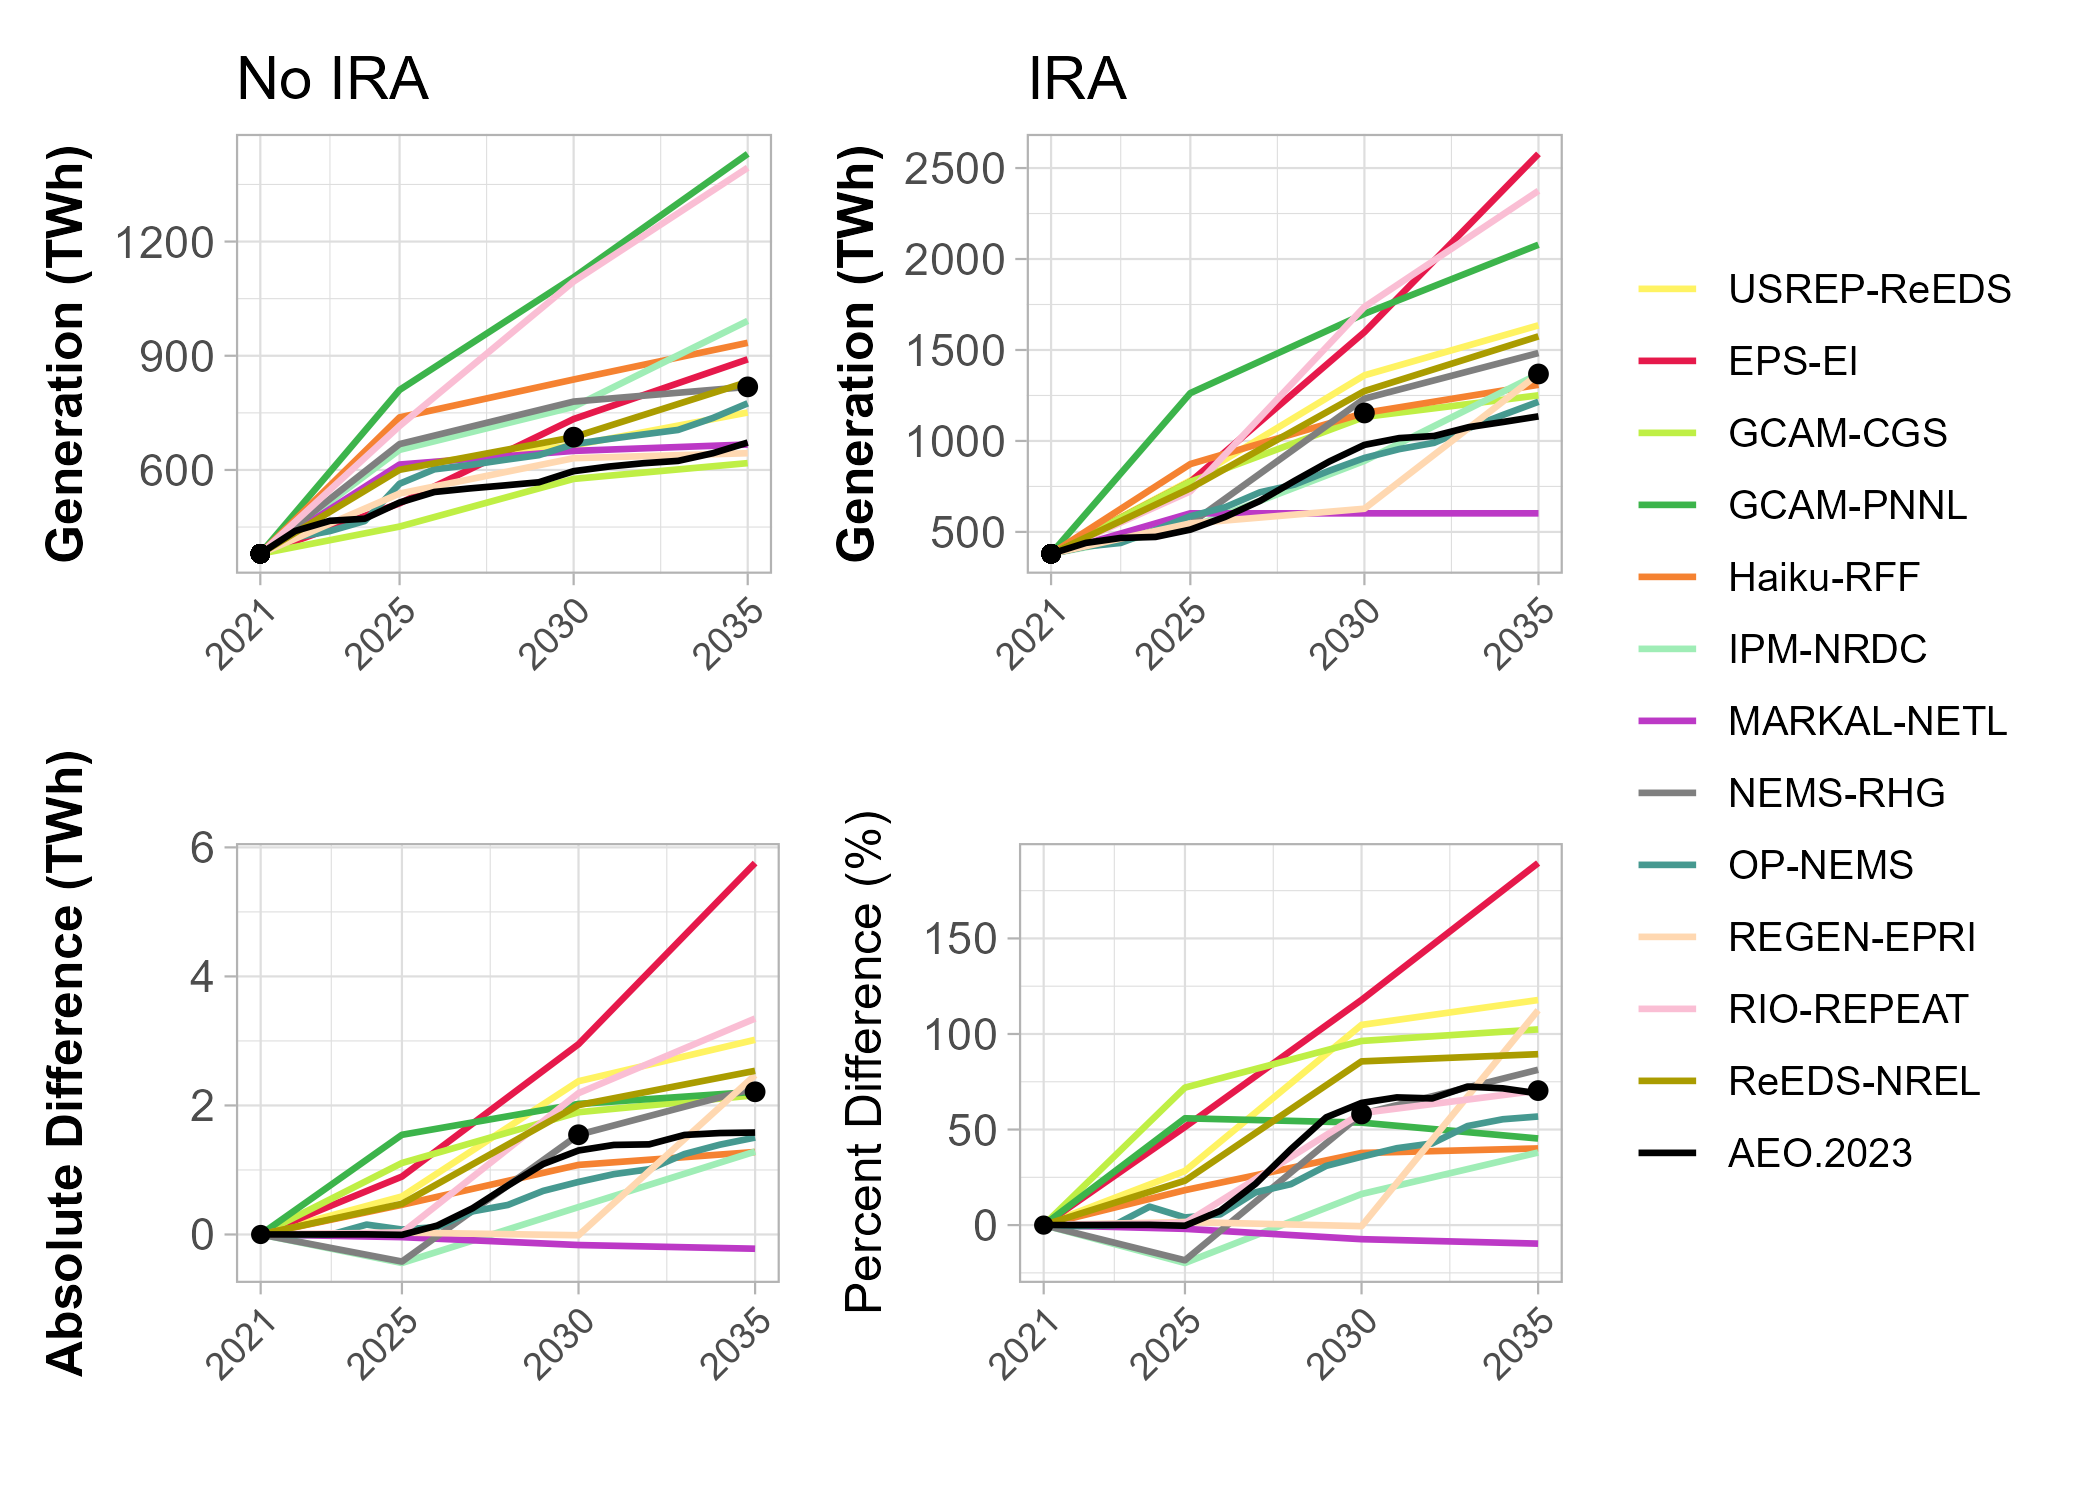 No IRA
IRA
Generation (TWh)
1200
900
600
2021
2025
2030
2035
Generation (TWh)
2500
2000
1500
1000
500
2021
2025
2030
2035
Absolute Difference (TWh)
6
4
2
0
2021
2025
2030
2035
Percent Difference (%)
150
100
50
0
2021
2025
2030
2035
USREP-ReEDS
EPS-EI
GCAM-CGS
GCAM-PNNL
Haiku-RFF
IPM-NRDC
MARKAL-NETL
NEMS-RHG
OP-NEMS
REGEN-EPRI
RIO-REPEAT
ReEDS-NREL
AEO.2023